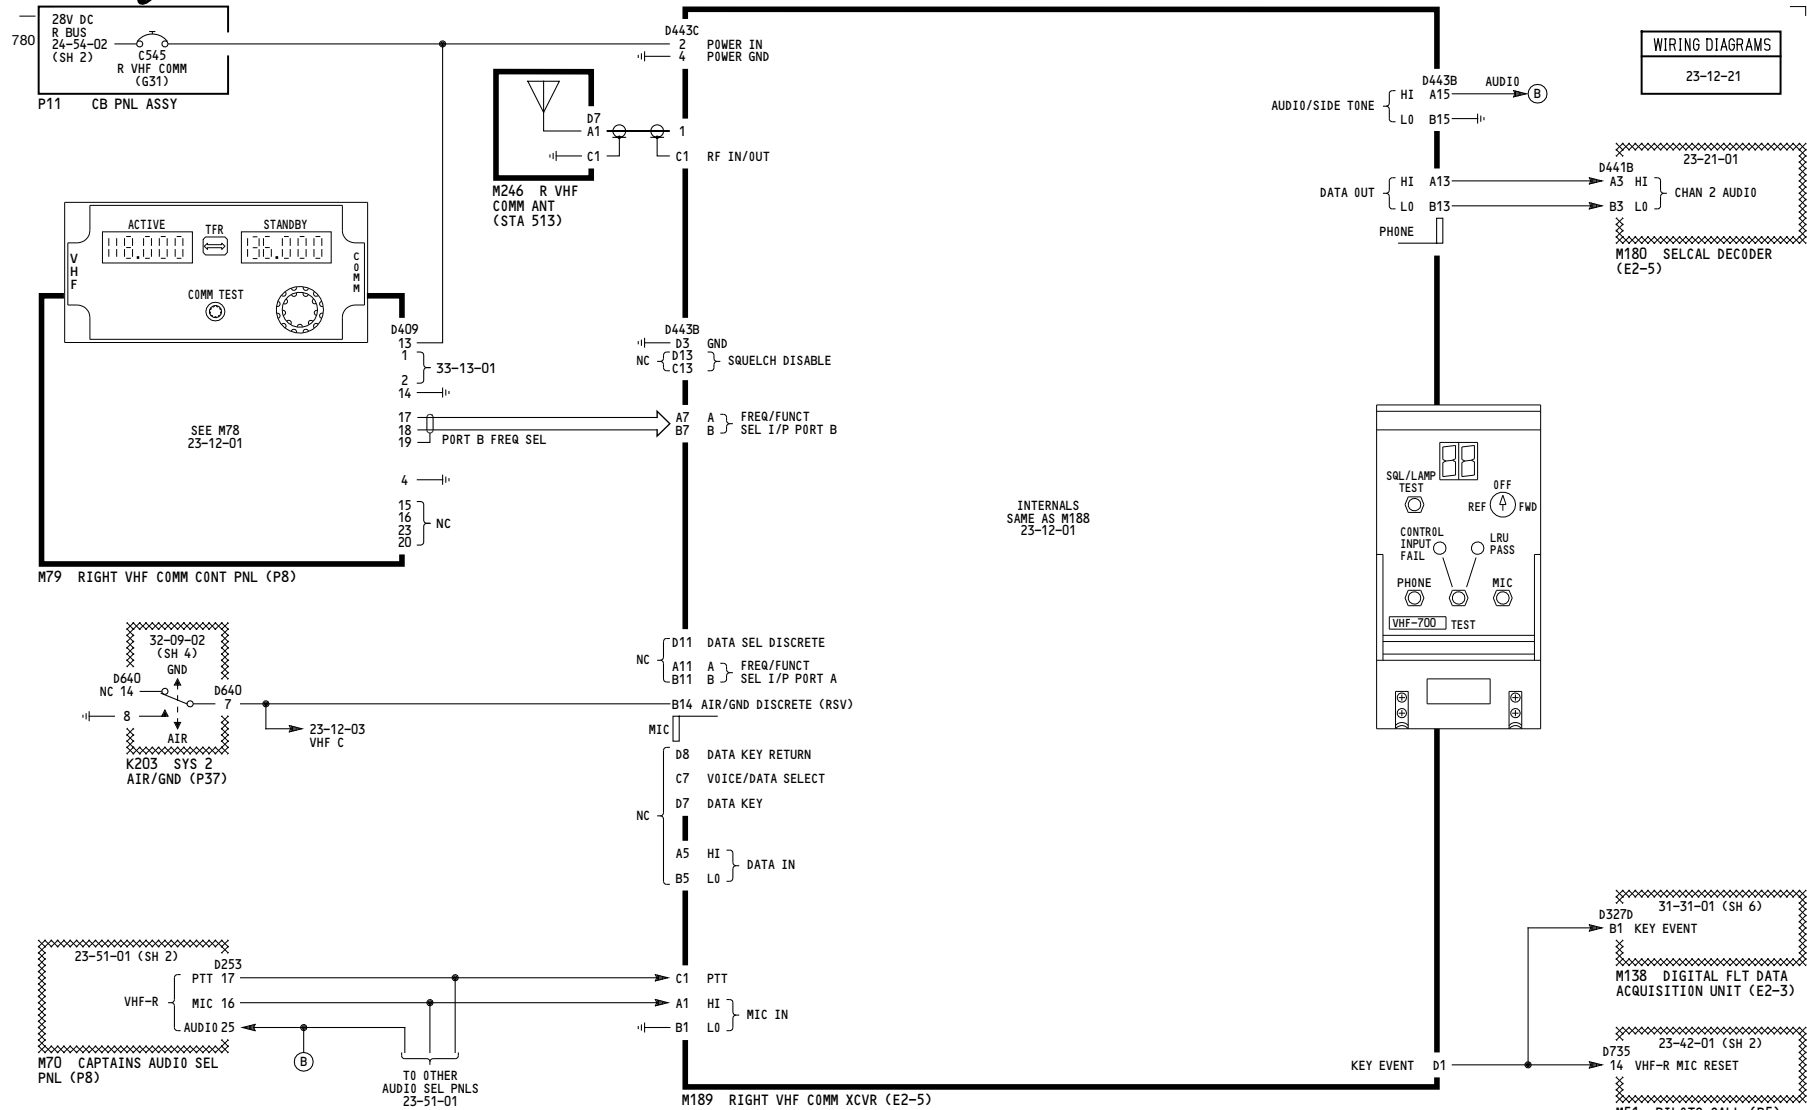 780
28V DC
R BUS
24-54-02
(SH 2)
C545
R VHF COMM
(G31)
P11 CB PNL ASSY
D443C
2 POWER IN
4 POWER GND
D7
A1
1
C1
C1 RF IN/OUT
M246 R VHF
COMM ANT
(STA 513)
WIRING DIAGRAMS
23-12-21
D443B
AUDIO/SIDE TONE
HI A15
AUDIO
B
LO B15
DATA OUT
HI A13
LO B13
PHONE
23-21-01
D441B
A3 HI
B3 LO
CHAN 2 AUDIO
M180 SELCAL DECODER
(E2-5)
ACTIVE
TFR
STANDBY
118.000
136.000
VHF
COMM
COMM TEST
D409
13
1
2
33-13-01
14
17
18
19
PORT B FREQ SEL
4
15
16
23
20
NC
SEE M78
23-12-01
M79 RIGHT VHF COMM CONT PNL (P8)
D443B
D3 GND
NC
D13
C13
SQUELCH DISABLE
A7 A
B7 B
FREQ/FUNCT
SEL I/P PORT B
INTERNALS
SAME AS M188
23-12-01
SQL/LAMP
TEST
OFF
REF
FWD
CONTROL
INPUT
FAIL
LRU
PASS
PHONE
MIC
VHF-700 TEST
32-09-02
(SH 4)
GND
D640
NC 14
8
AIR
D640
7
K203 SYS 2
AIR/GND (P37)
23-12-03
VHF C
NC
D11 DATA SEL DISCRETE
A11 A
B11 B
FREQ/FUNCT
SEL I/P PORT A
B14 AIR/GND DISCRETE (RSV)
MIC
D8 DATA KEY RETURN
C7 VOICE/DATA SELECT
D7 DATA KEY
NC
A5 HI
B5 LO
DATA IN
23-51-01 (SH 2)
D253
VHF-R
PTT 17
MIC 16
AUDIO 25
M70 CAPTAINS AUDIO SEL
PNL (P8)
B
TO OTHER
AUDIO SEL PNLS
23-51-01
C1 PTT
A1 HI
B1 LO
MIC IN
KEY EVENT D1
M189 RIGHT VHF COMM XCVR (E2-5)
31-31-01 (SH 6)
D327D
B1 KEY EVENT
M138 DIGITAL FLT DATA
ACQUISITION UNIT (E2-3)
23-42-01 (SH 2)
D735
14 VHF-R MIC RESET